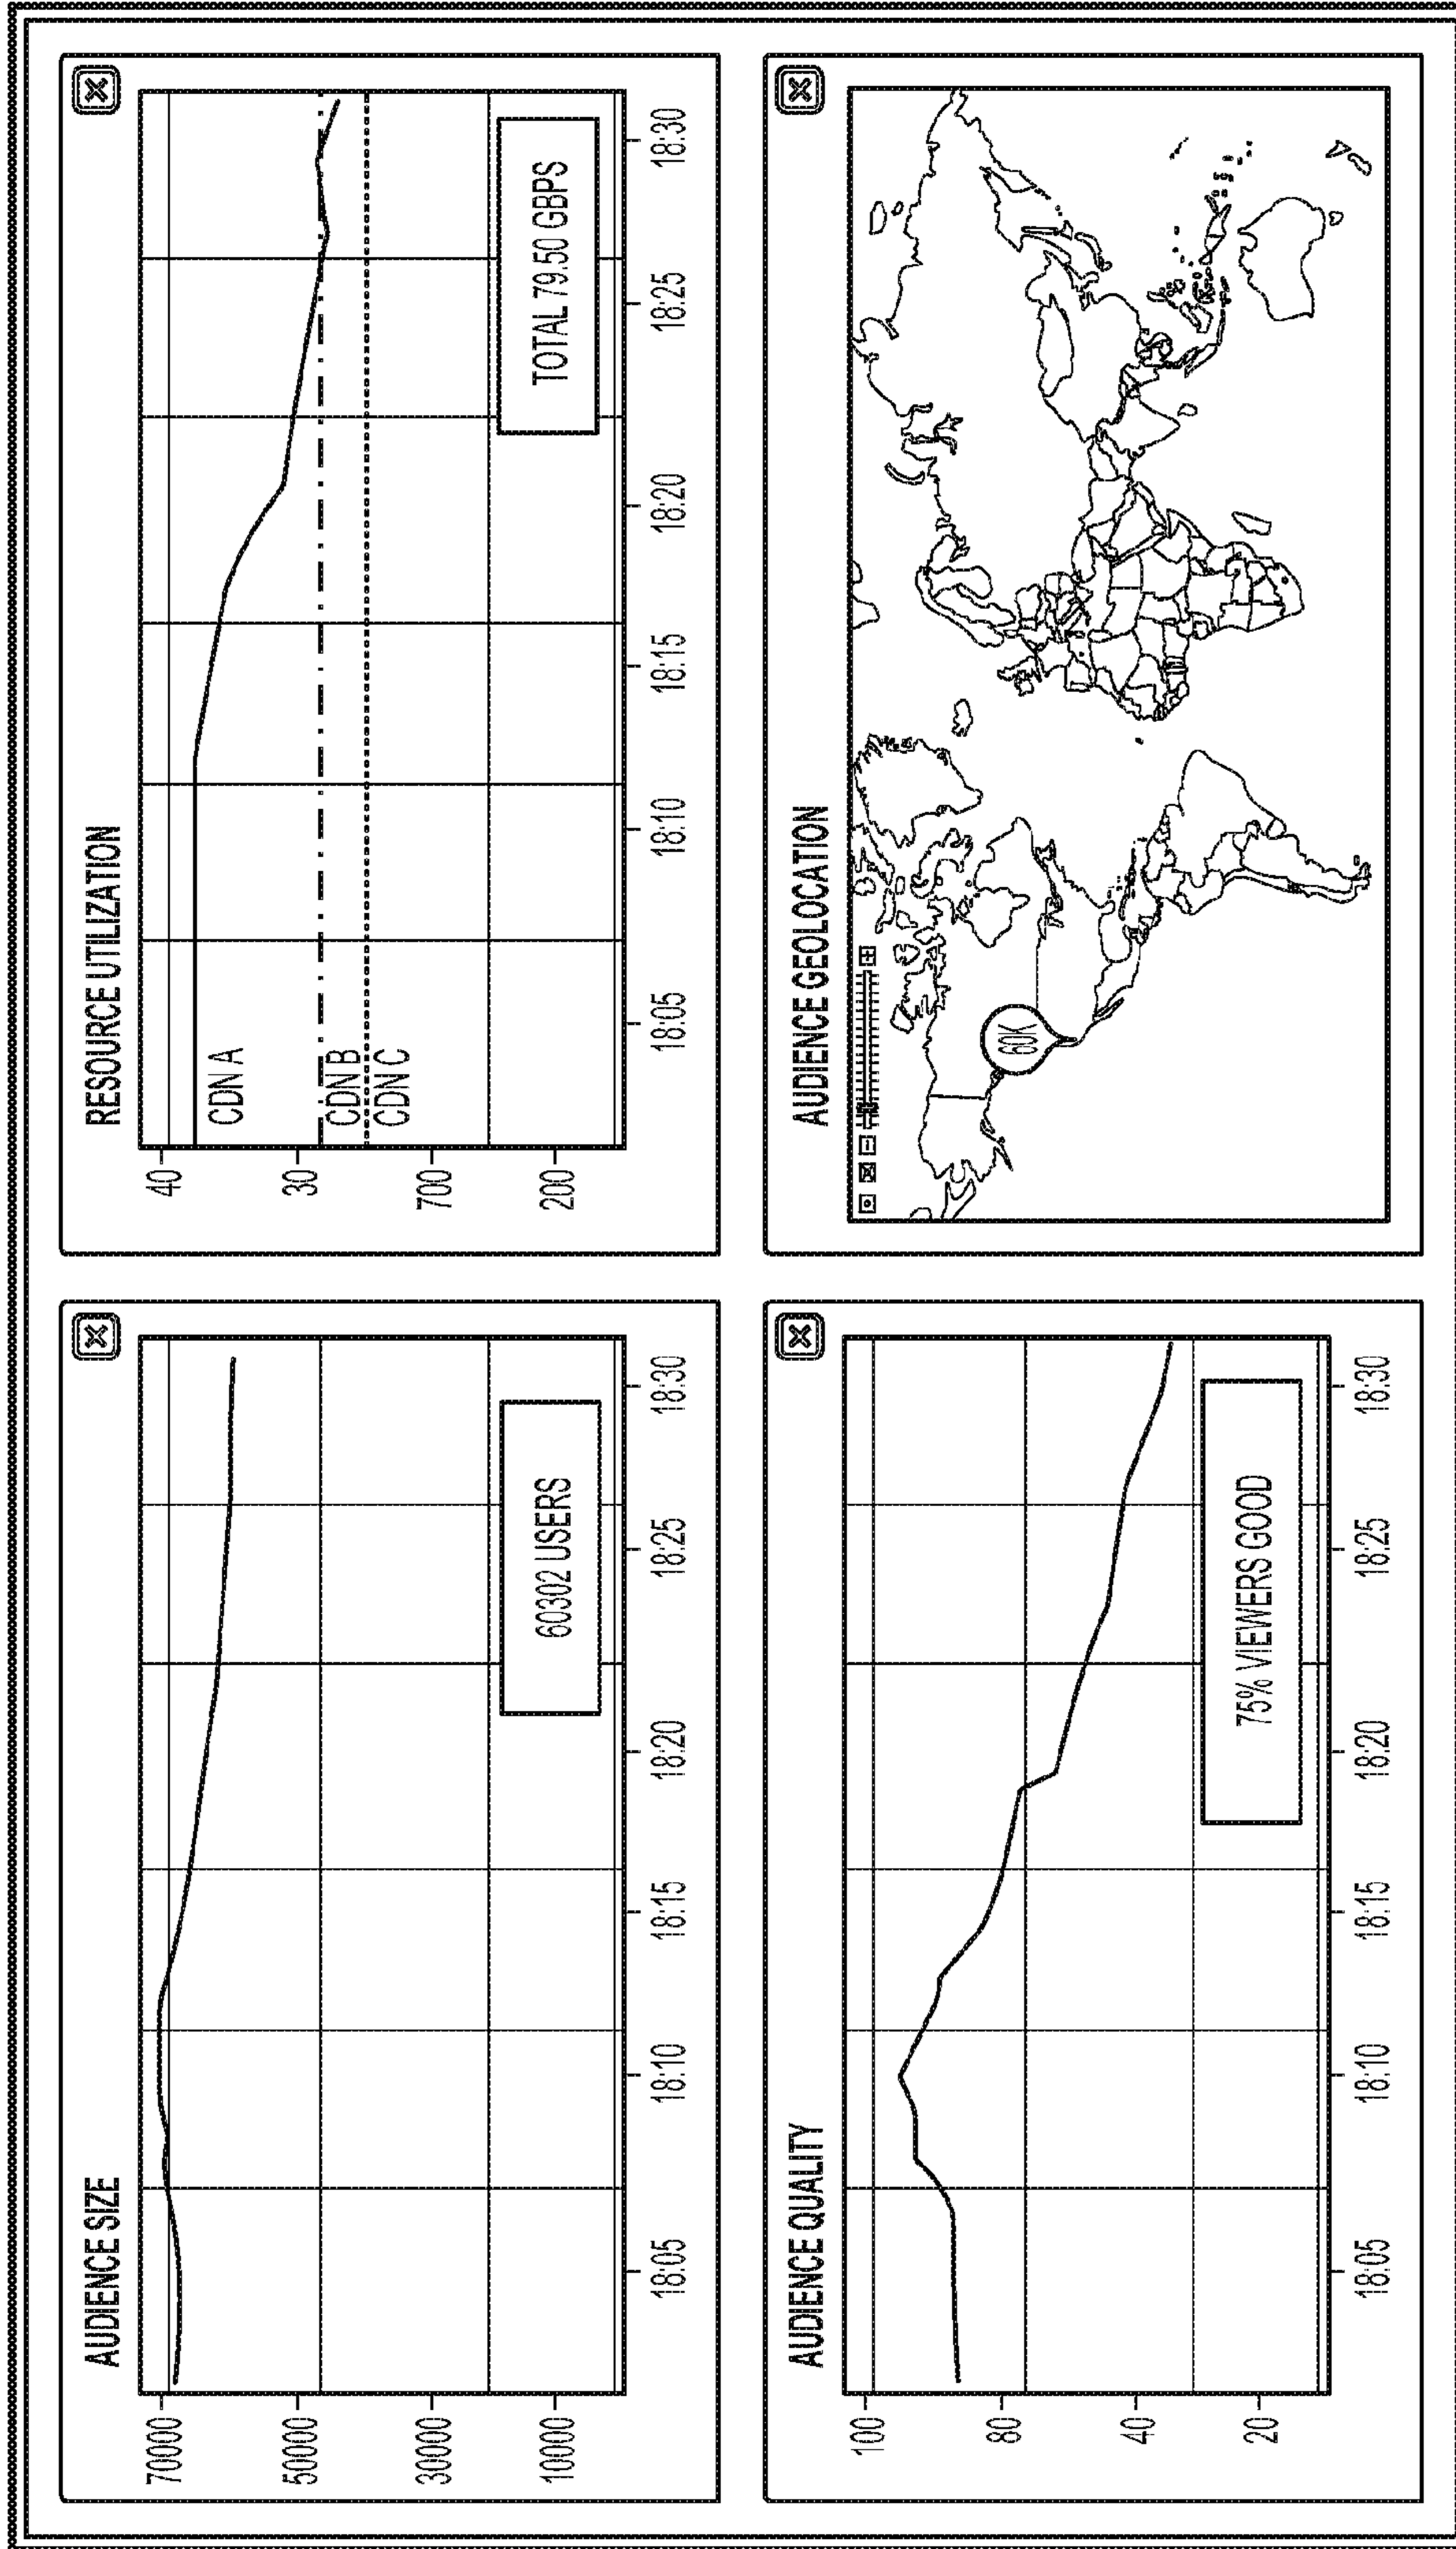 AUDIENCE SIZE
70000
50000
30000
10000
60302 USERS
18:05 18:10 18:15 18:20 18:25 18:30
RESOURCE UTILIZATION
40
30
700
200
CDN A
CDN B
CDN C
TOTAL 79.50 GBPS
18:05 18:10 18:15 18:20 18:25 18:30
AUDIENCE QUALITY
100
80
40
20
75% VIEWERS GOOD
18:05 18:10 18:15 18:20 18:25 18:30
AUDIENCE GEOLOCATION
60K